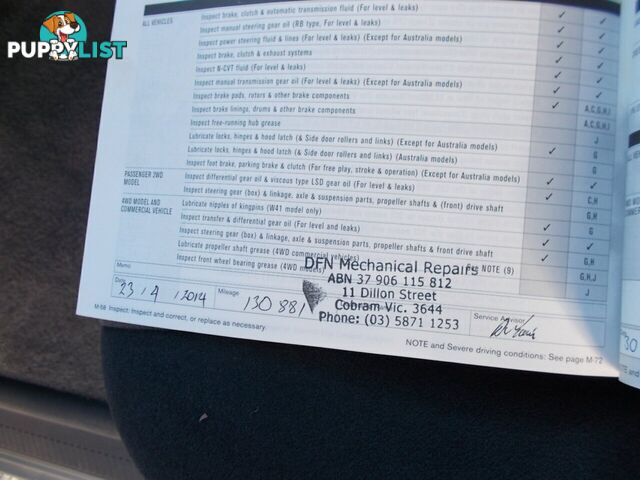 PUPPYLIST
ALL VEHICLES
Inspect brake, clutch & automatic transmission fluid (For level & leaks)
Inspect manual steering gear oil (RB type, For level & leaks)
Inspect power steering fluid & lines (For level & leaks) (Except for Australia models)
Inspect brake, clutch & exhaust systems
Inspect N-CVT fluid (For level & leaks)
Inspect manual transmission gear oil (For level & leaks) (Except for Australia models)
Inspect brake pads, rotors & other brake components
Inspect brake linings, drums & other brake components A,C,G,H,I
Inspect free-running hub grease A,C,G,H,I
Lubricate locks, hinges & hood latch (& Side door rollers and links) (Except for Australia models) J
Lubricate locks, hinges & hood latch (& Side door rollers and links) (Australia models) G
Inspect foot brake, parking brake & clutch (For free play, stroke & operation) (Except for Australia models) G
PASSENGER 2WD MODEL
Inspect differential gear oil & viscous type LSD gear oil (For level & leaks)
Inspect steering gear (box) & linkage, axle & suspension parts, propeller shafts & (front) drive shaft C,H
4WD MODEL AND COMMERCIAL VEHICLE
Lubricate nipples of kingpins (W41 model only) G,H
Inspect transfer & differential gear oil (For level and leaks) G
Inspect steering gear (box) & linkage, axle & suspension parts, propeller shafts & front drive shaft
Lubricate propeller shaft grease (4WD commercial vehicles) G,H
Inspect front wheel bearing grease (4WD models) See NOTE (9) G,H,J
J
Memo:
DFN Mechanical Repairs
ABN 37 906 115 812
11 Dillon Street
Cobram Vic. 3644
Phone: (03) 5871 1253
Date 23 / 4 / 2014
Mileage 130 881
Service Advisor
M-68 Inspect: Inspect and correct, or replace as necessary.
NOTE and Severe driving conditions: See page M-72